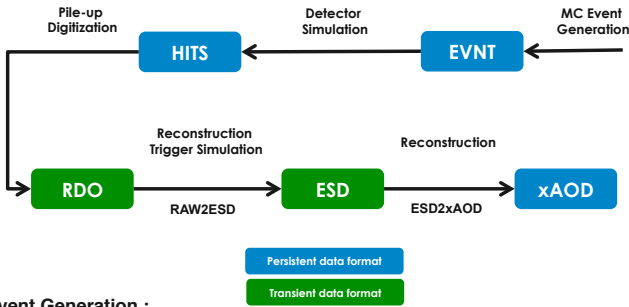 Pile-up
Digitization
Detector
Simulation
MC Event
Generation
HITS
EVNT
Reconstruction
Trigger Simulation
Reconstruction
RDO
ESD
xAOD
RAW2ESD
ESD2xAOD
Persistent data format
Transient data format
vent Generation :